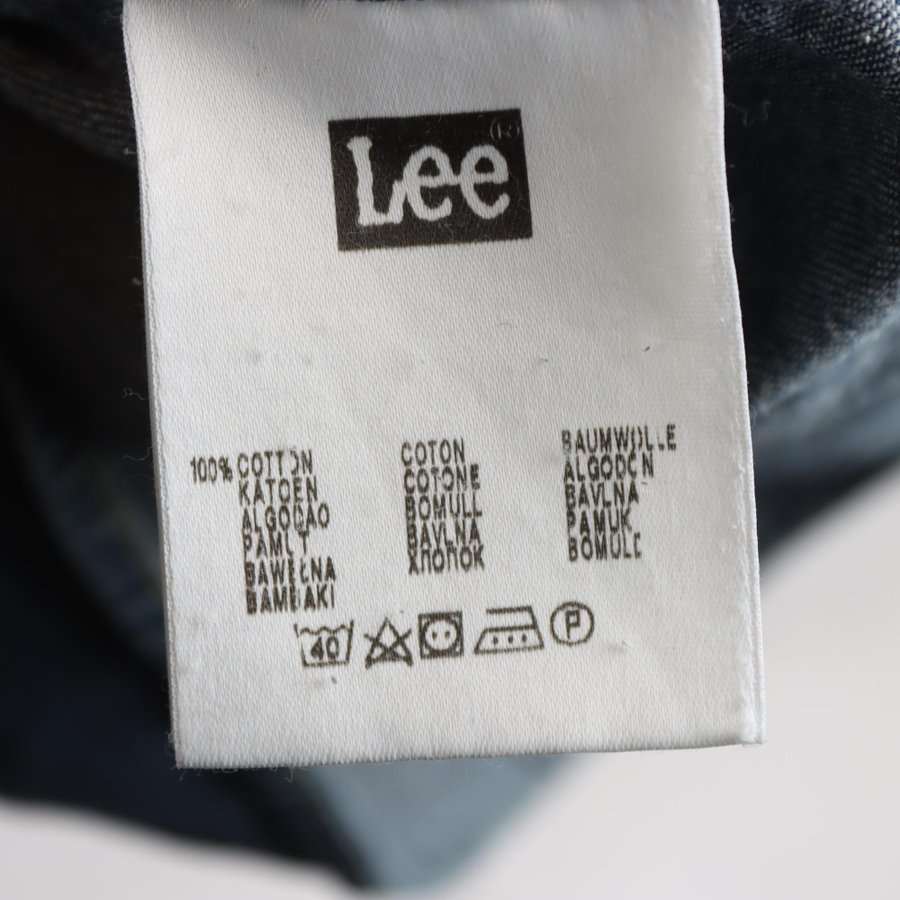 Lee
100% COTTON
KATOEN
ALGODAO
PAMUT
BAWEŁNA
BAMBAKI
COTON
COTONE
BOMULL
BAVLNA
ХЛОПОК
BAUMWOLLE
ALGODON
BAVLNA
PAMUK
BOMULL
40
P